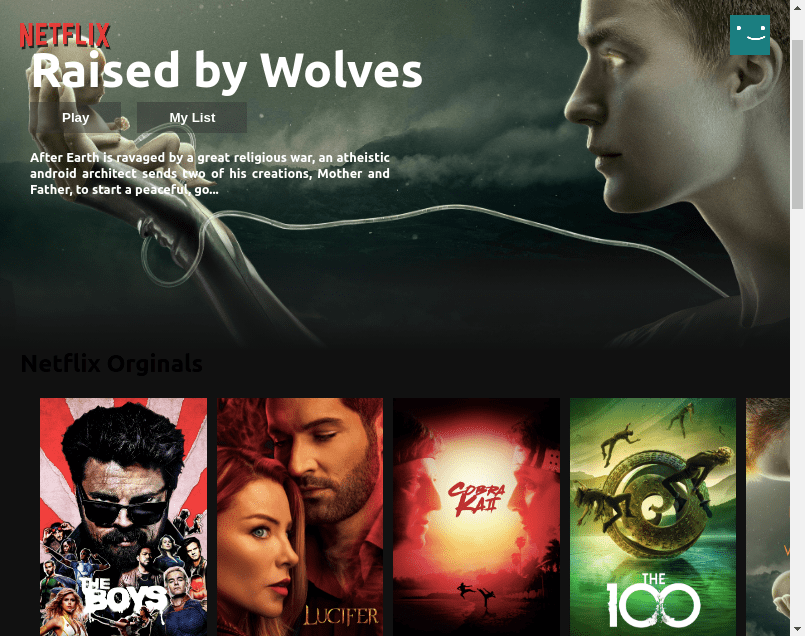 NETFLIX
Raised by Wolves
Play
My List
After Earth is ravaged by a great religious war, an atheistic
android architect sends two of his creations, Mother and
Father, to start a peaceful, go...
Netflix Orginals
THE
BOYS
LUCIFER
COBRA
KAII
THE
100